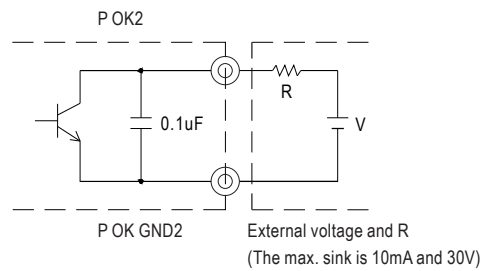 P OK2
R
0.1uF
V
P OK GND2
External voltage and R
(The max. sink is 10mA and 30V)